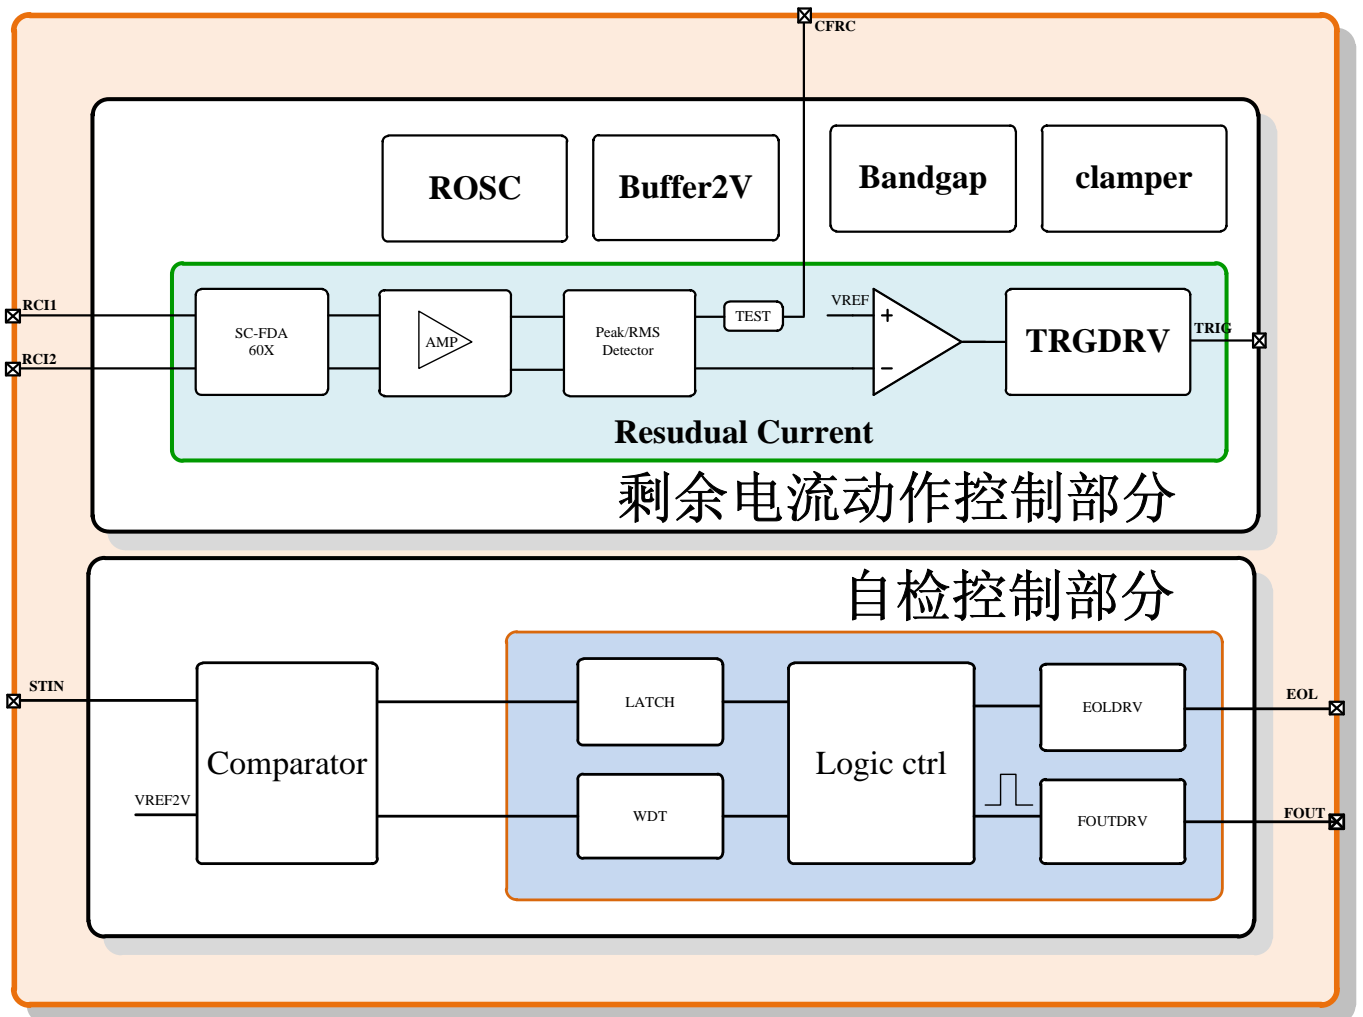 CFRC
ROSC
Buffer2V
Bandgap
clamper
RCI1
RCI2
SC-FDA
60X
AMP
Peak/RMS
Detector
TEST
VREF
+
−
TRGDRV
TRIG
Resudual Current
剩余电流动作控制部分
自检控制部分
STIN
VREF2V
Comparator
LATCH
WDT
Logic ctrl
EOLDRV
FOUTDRV
EOL
FOUT